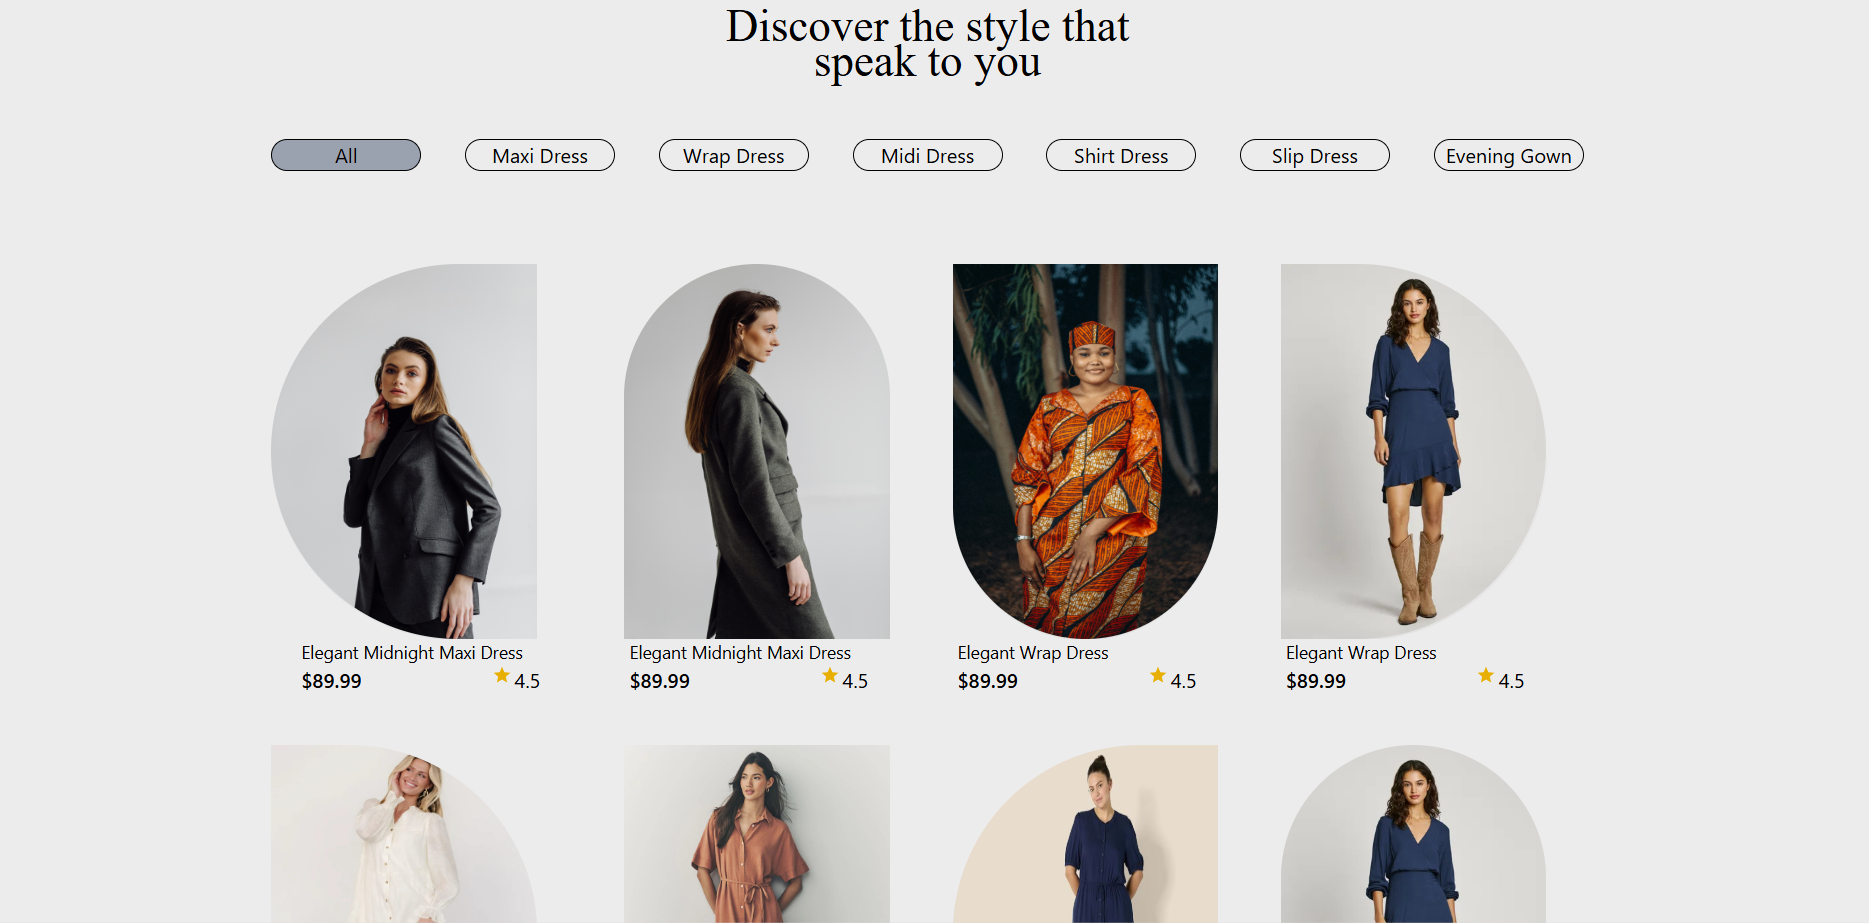 Discover the style that
speak to you
All
Maxi Dress
Wrap Dress
Midi Dress
Shirt Dress
Slip Dress
Evening Gown
Elegant Midnight Maxi Dress
$89.99
4.5
Elegant Midnight Maxi Dress
$89.99
4.5
Elegant Wrap Dress
$89.99
4.5
Elegant Wrap Dress
$89.99
4.5